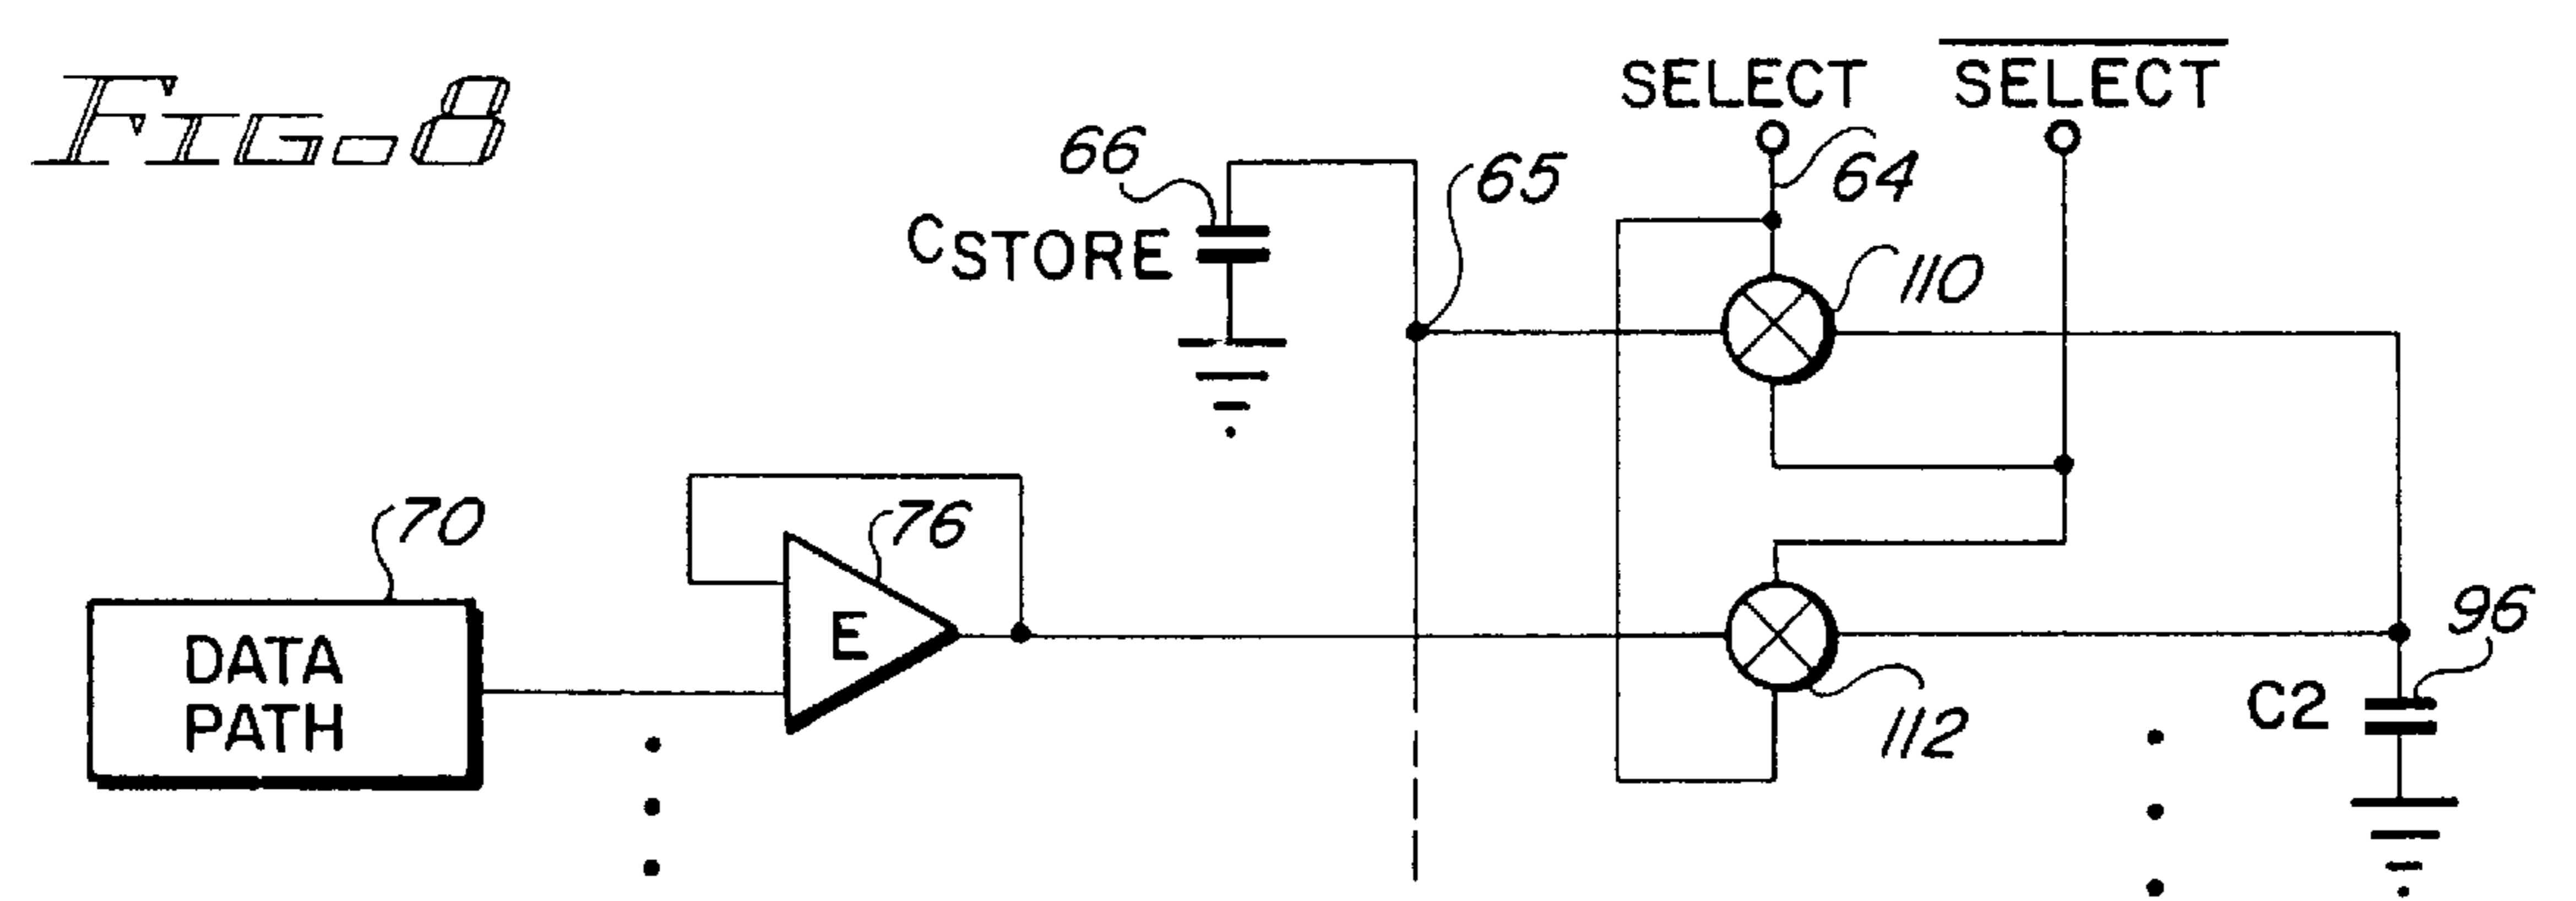 FIG. 8
SELECT
SELECT
66
CSTORE
65
64
110
70
76
DATA
PATH
E
96
C2
112